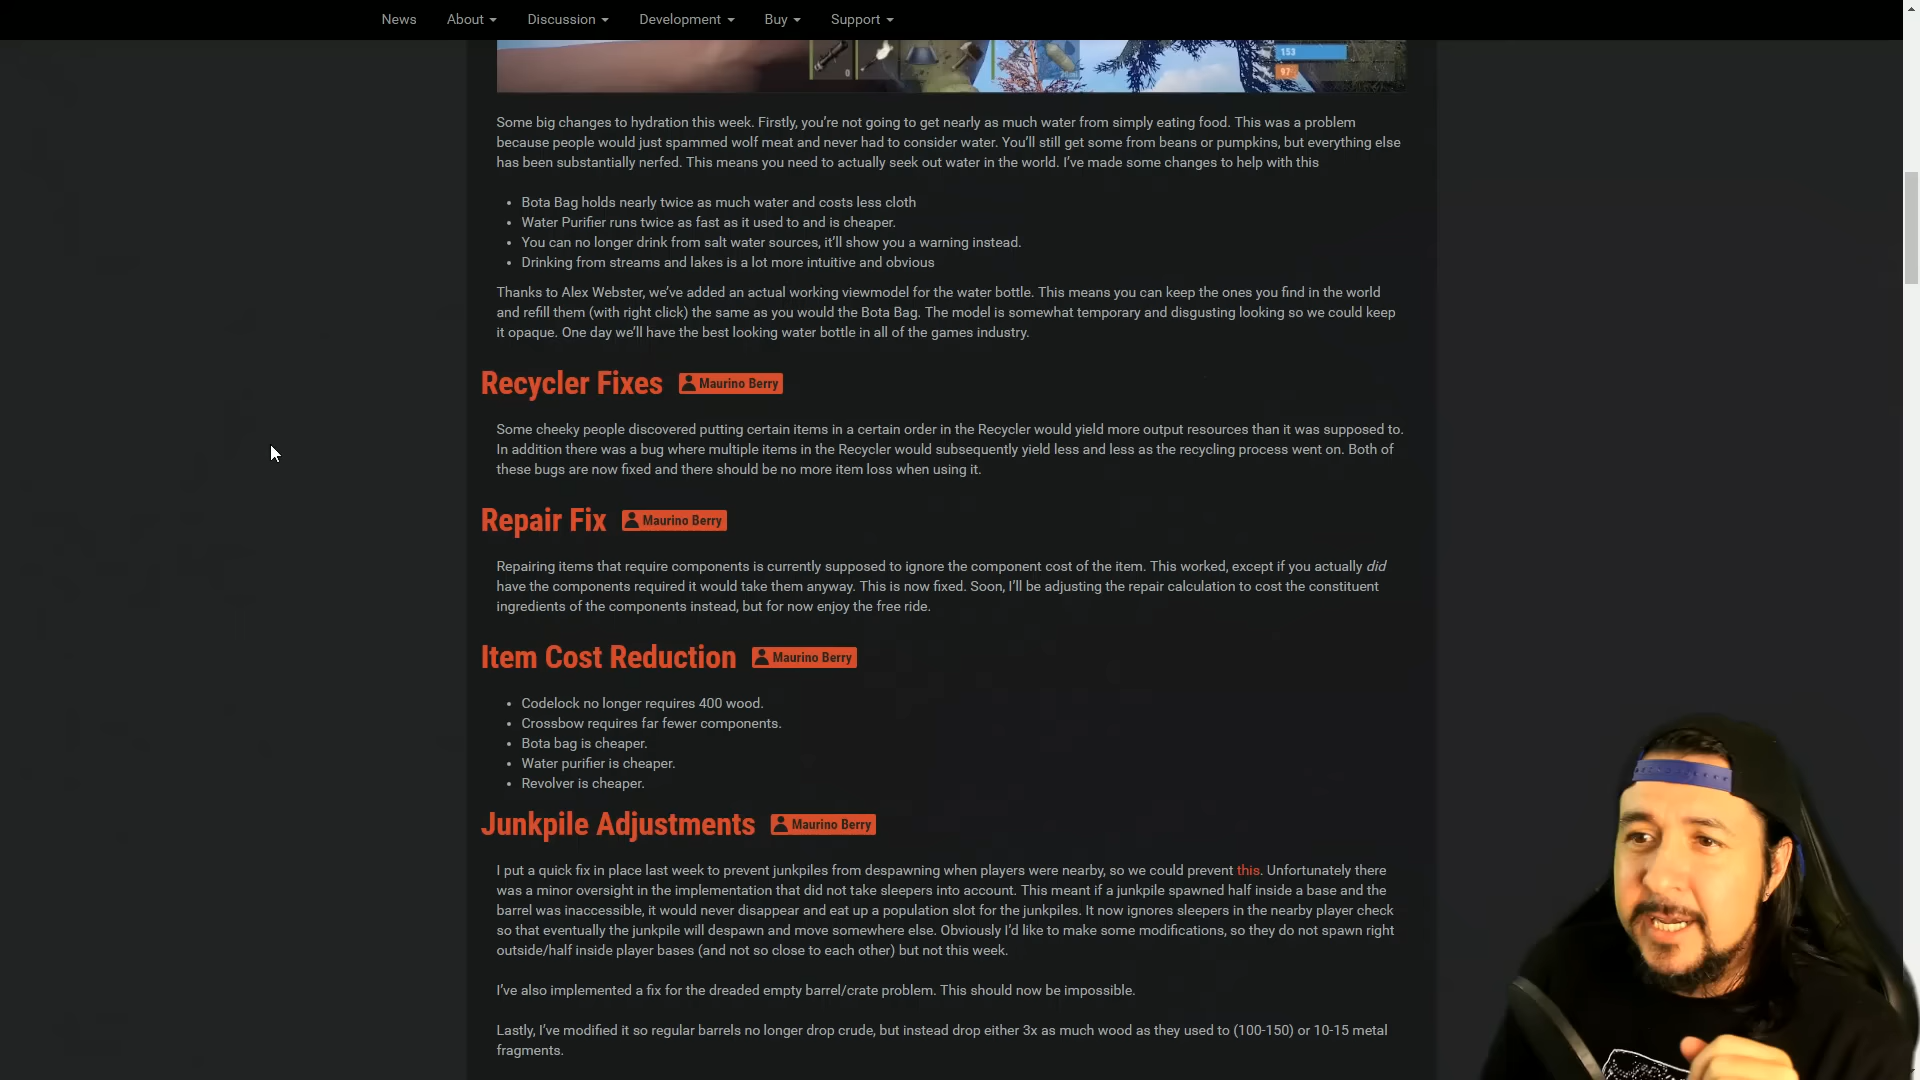 News About Discussion Development Buy Support
153
97
0
Some big changes to hydration this week. Firstly, you're not going to get nearly as much water from simply eating food. This was a problem
because people would just spammed wolf meat and never had to consider water. You'll still get some from beans or pumpkins, but everything else
has been substantially nerfed. This means you need to actually seek out water in the world. I've made some changes to help with this
• Bota Bag holds nearly twice as much water and costs less cloth
• Water Purifier runs twice as fast as it used to and is cheaper.
• You can no longer drink from salt water sources, it'll show you a warning instead.
• Drinking from streams and lakes is a lot more intuitive and obvious
Thanks to Alex Webster, we've added an actual working viewmodel for the water bottle. This means you can keep the ones you find in the world
and refill them (with right click) the same as you would the Bota Bag. The model is somewhat temporary and disgusting looking so we could keep
it opaque. One day we'll have the best looking water bottle in all of the games industry.
Recycler Fixes Maurino Berry
Some cheeky people discovered putting certain items in a certain order in the Recycler would yield more output resources than it was supposed to.
In addition there was a bug where multiple items in the Recycler would subsequently yield less and less as the recycling process went on. Both of
these bugs are now fixed and there should be no more item loss when using it.
Repair Fix Maurino Berry
Repairing items that require components is currently supposed to ignore the component cost of the item. This worked, except if you actually did
have the components required it would take them anyway. This is now fixed. Soon, I'll be adjusting the repair calculation to cost the constituent
ingredients of the components instead, but for now enjoy the free ride.
Item Cost Reduction Maurino Berry
• Codelock no longer requires 400 wood.
• Crossbow requires far fewer components.
• Bota bag is cheaper.
• Water purifier is cheaper.
• Revolver is cheaper.
Junkpile Adjustments Maurino Berry
I put a quick fix in place last week to prevent junkpiles from despawning when players were nearby, so we could prevent this. Unfortunately there
was a minor oversight in the implementation that did not take sleepers into account. This meant if a junkpile spawned half inside a base and the
barrel was inaccessible, it would never disappear and eat up a population slot for the junkpiles. It now ignores sleepers in the nearby player check
so that eventually the junkpile will despawn and move somewhere else. Obviously I'd like to make some modifications, so they do not spawn right
outside/half inside player bases (and not so close to each other) but not this week.
I've also implemented a fix for the dreaded empty barrel/crate problem. This should now be impossible.
Lastly, I've modified it so regular barrels no longer drop crude, but instead drop either 3x as much wood as they used to (100-150) or 10-15 metal
fragments.